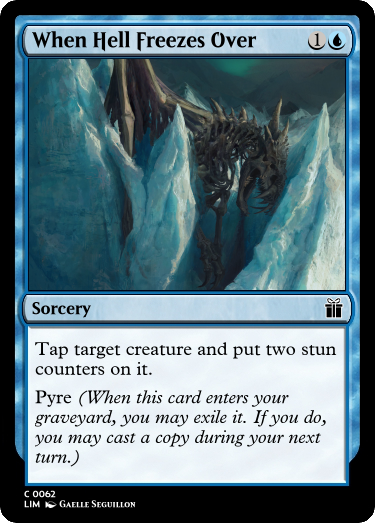 When Hell Freezes Over 1
Sorcery
Tap target creature and put two stun
counters on it.
Pyre (When this card enters your
graveyard, you may exile it. If you do,
you may cast a copy during your next
turn.)
C 0062
LIM Gaelle Seguillon